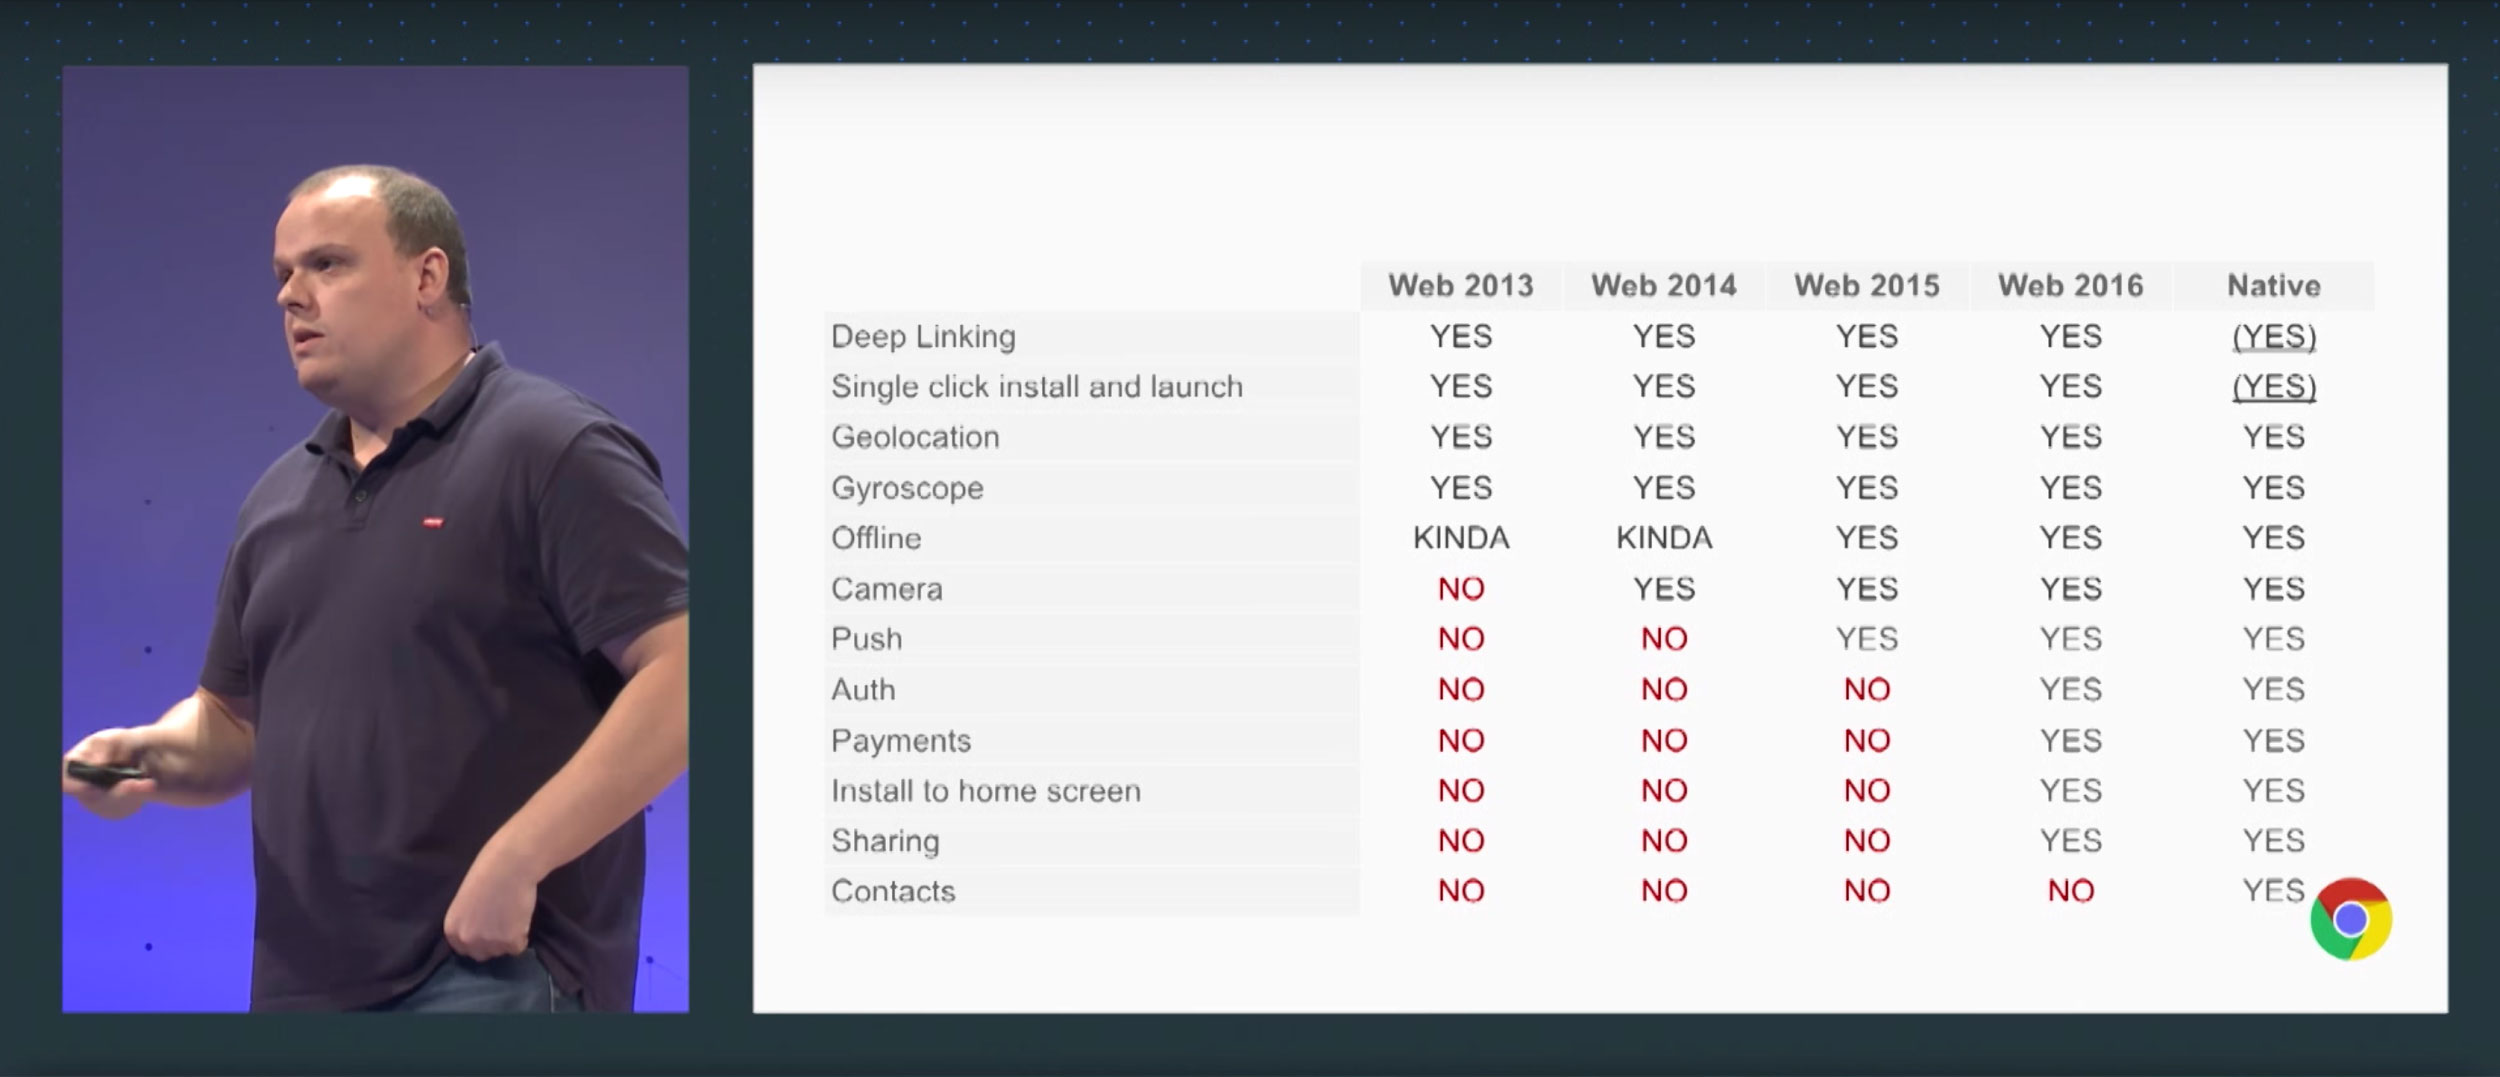 Web 2013 Web 2014 Web 2015 Web 2016 Native
Deep Linking YES YES YES YES (YES)
Single click install and launch YES YES YES YES (YES)
Geolocation YES YES YES YES YES
Gyroscope YES YES YES YES YES
Offline KINDA KINDA YES YES YES
Camera NO YES YES YES YES
Push NO NO YES YES YES
Auth NO NO NO YES YES
Payments NO NO NO YES YES
Install to home screen NO NO NO YES YES
Sharing NO NO NO YES YES
Contacts NO NO NO NO YES